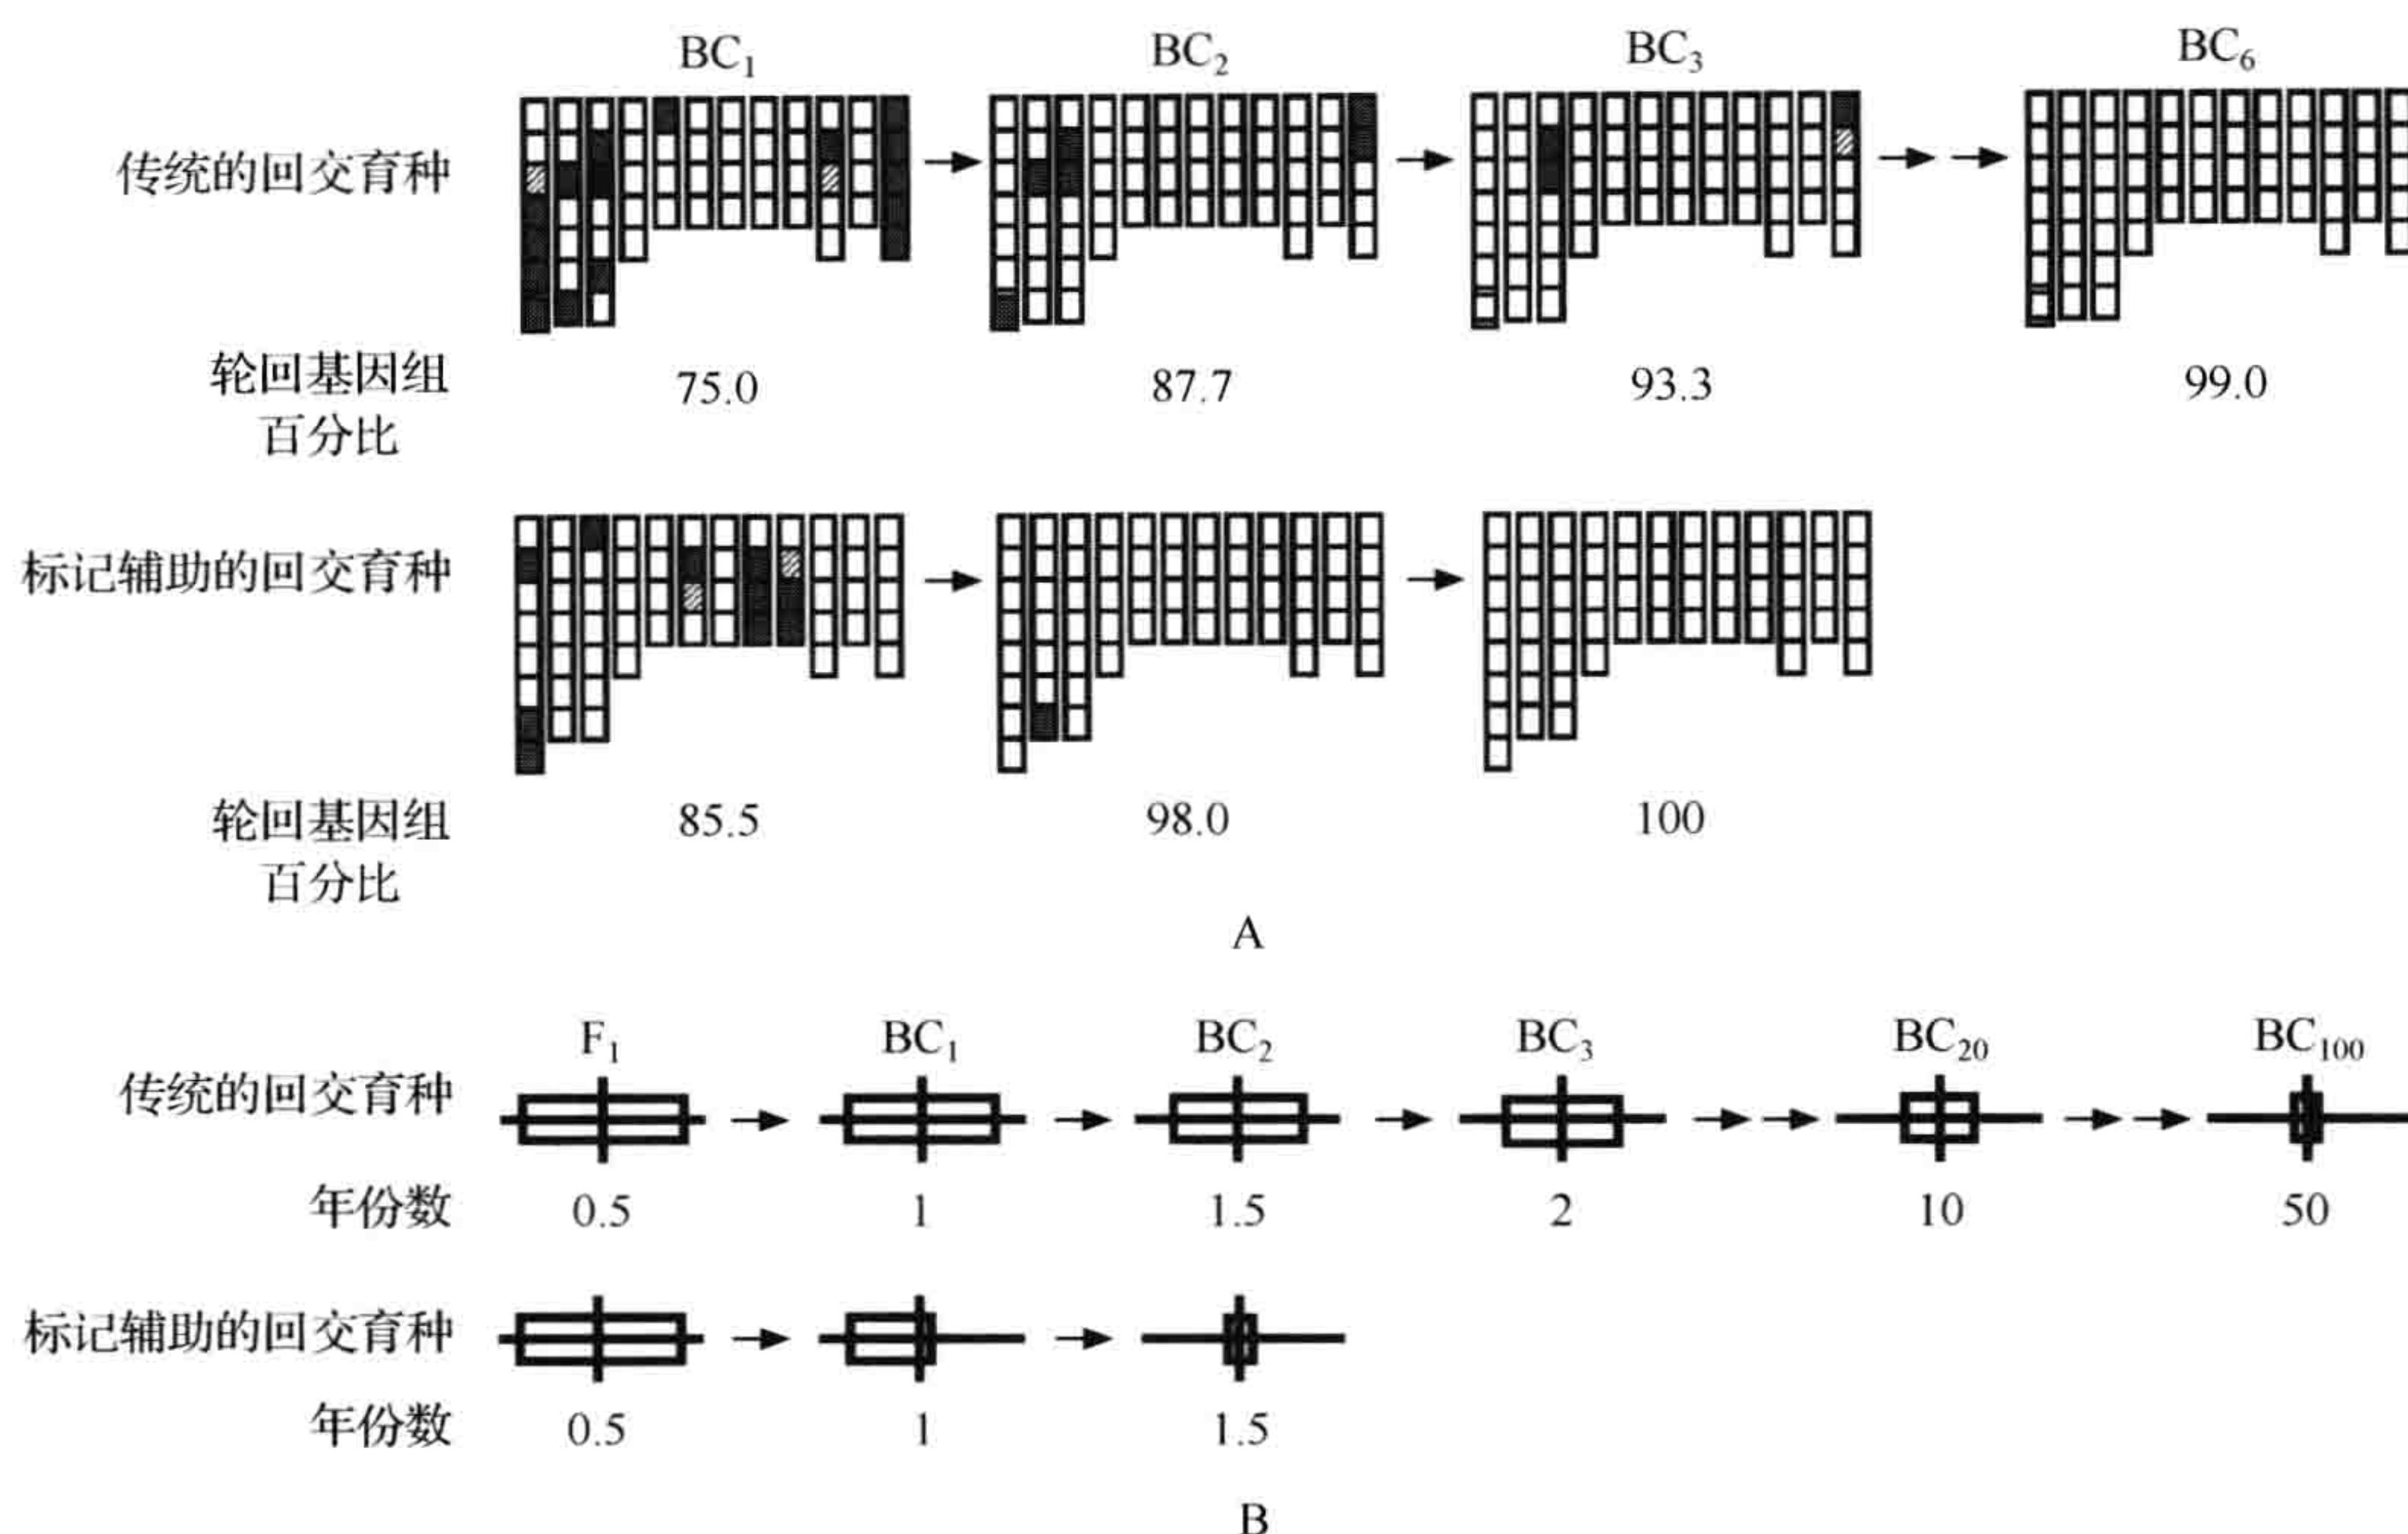 BC₁ BC₂ BC₃ BC₆
传统的回交育种
轮回基因组 75.0 87.7 93.3 99.0
百分比
标记辅助的回交育种
轮回基因组 85.5 98.0 100
百分比
A
F₁ BC₁ BC₂ BC₃ BC₂₀ BC₁₀₀
传统的回交育种
年份数 0.5 1 1.5 2 10 50
标记辅助的回交育种
年份数 0.5 1 1.5
B